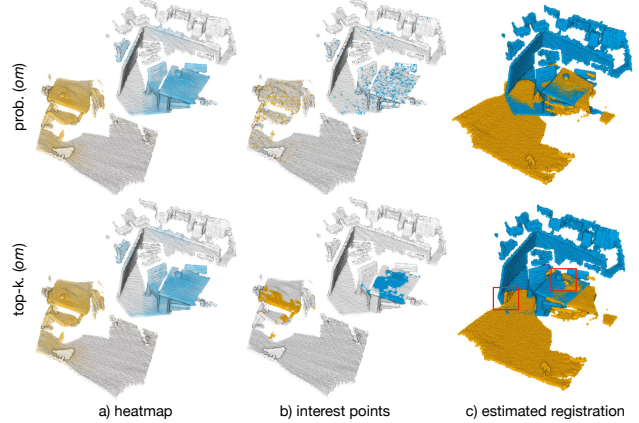 prob. (om)
top-k. (om)
a) heatmap
b) interest points
c) estimated registration